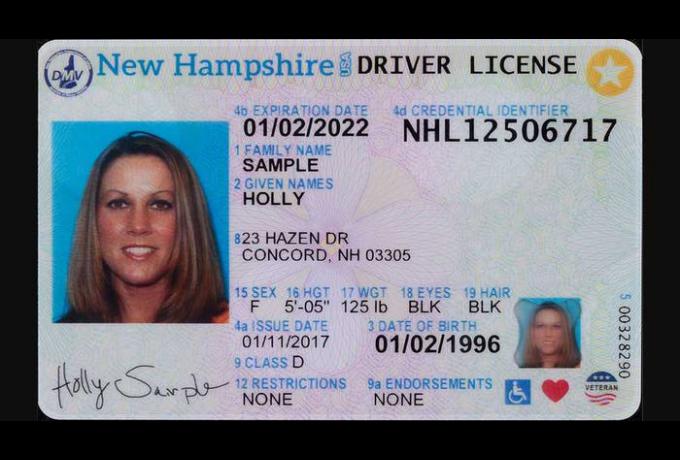 DMV New Hampshire USA DRIVER LICENSE
4b EXPIRATION DATE 4d CREDENTIAL IDENTIFIER
01/02/2022 NHL12506717
1 FAMILY NAME
SAMPLE
2 GIVEN NAMES
HOLLY
823 HAZEN DR
CONCORD, NH 03305
15 SEX 16 HGT 17 WGT 18 EYES 19 HAIR
F 5'-05" 125 lb BLK BLK
4a ISSUE DATE 3 DATE OF BIRTH
01/11/2017 01/02/1996
9 CLASS D
12 RESTRICTIONS 9a ENDORSEMENTS
NONE NONE
Holly Sample
5 00328290
VETERAN